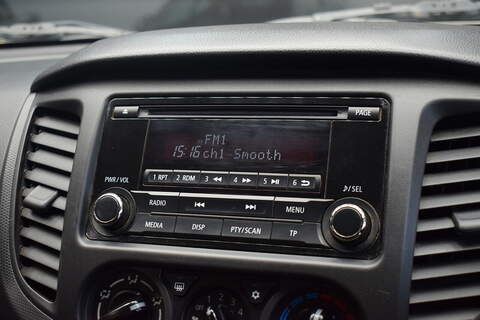 PAGE
FM1
15:16 ch1 Smooth
1 RPT 2 RDM 3 4 5 6
PWR/VOL
♪/SEL
RADIO MENU
MEDIA DISP PTY/SCAN TP